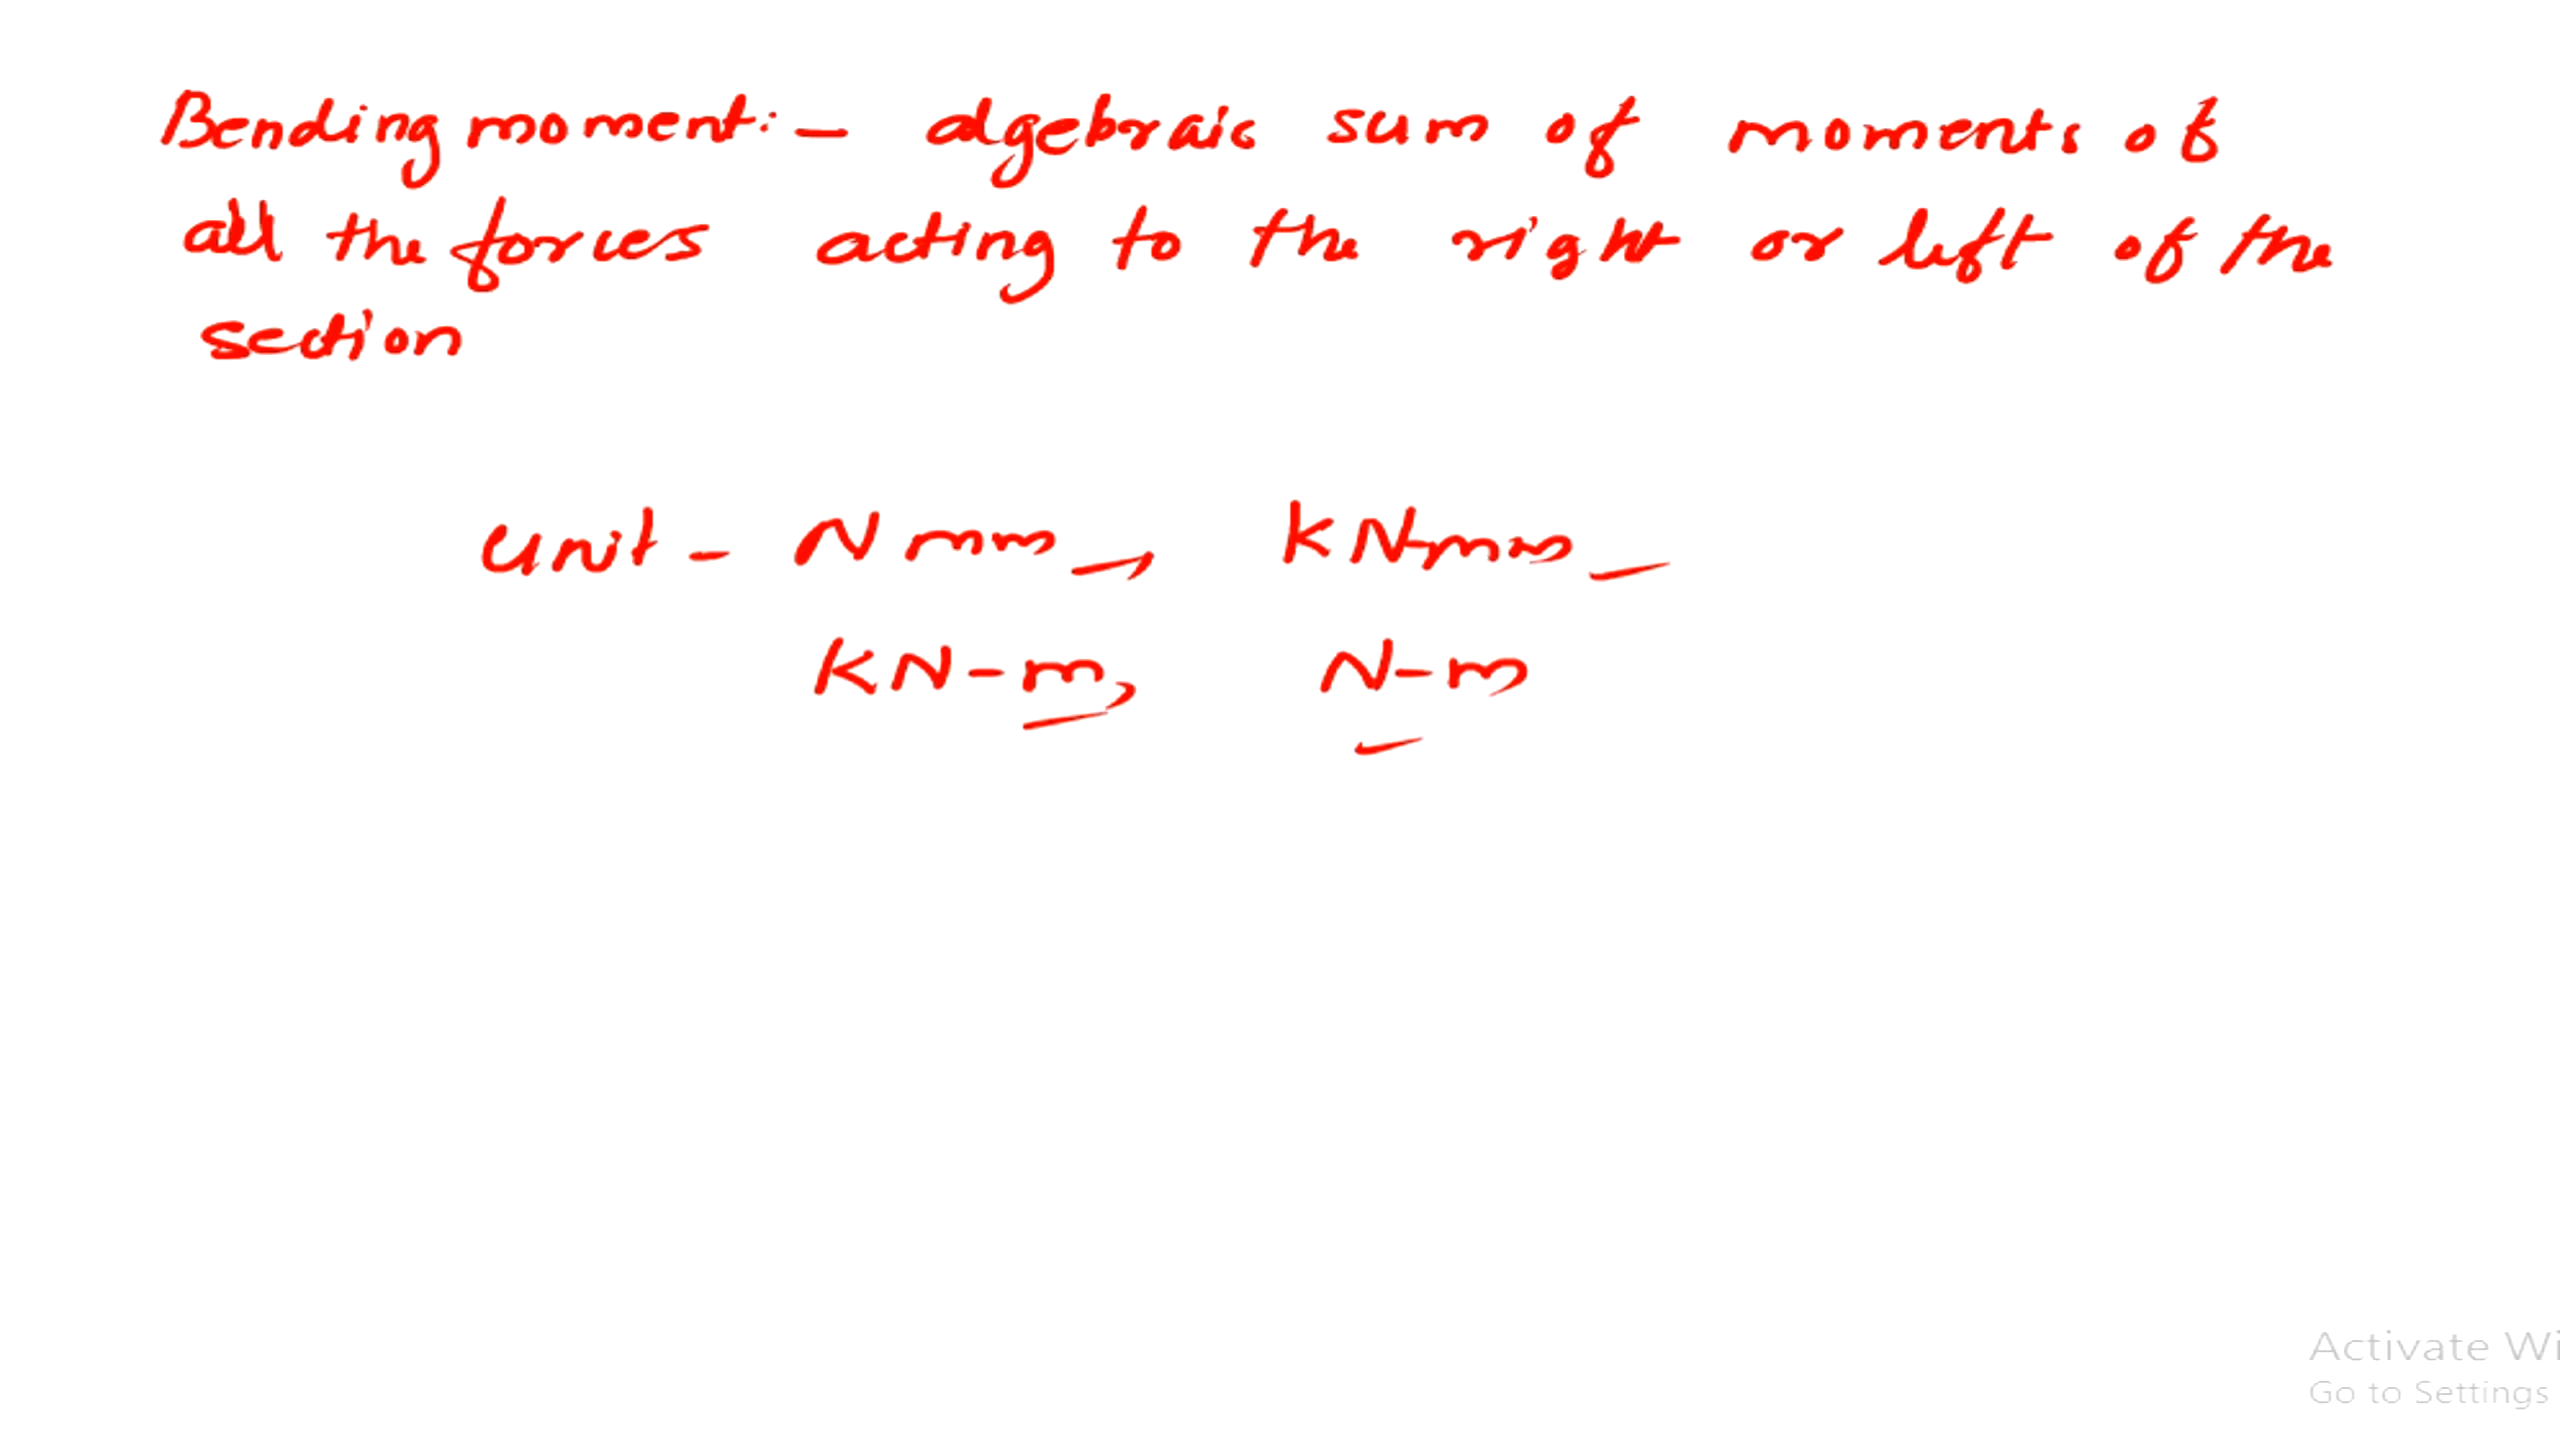 Bending moment:- algebraic sum of moments of
all the forces acting to the right or left of the
section
unit - N mm, kNmm
KN-m, N-m
Activate Wi
Go to Settings